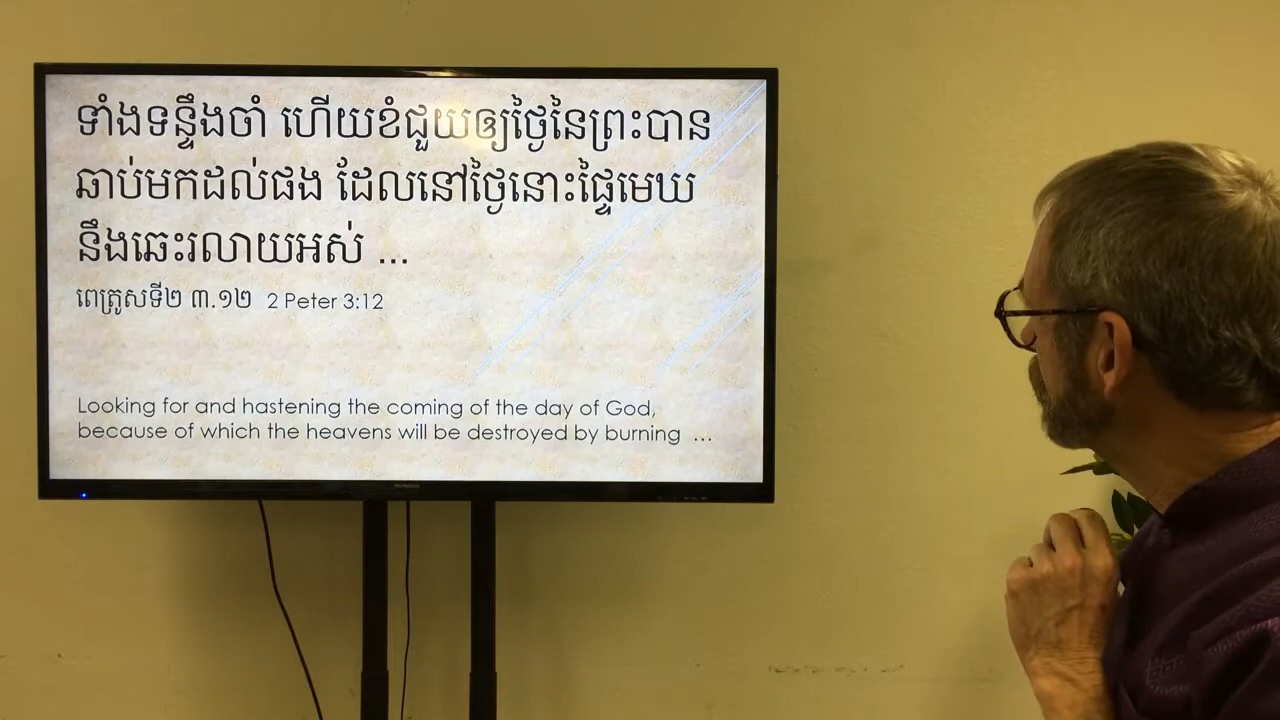 ទាំងទន្ទឹងចាំ ហើយខំជួយឲ្យថ្ងៃនៃព្រះបាន
ឆាប់មកដល់ផង ដែលនៅថ្ងៃនោះផ្ទៃមេឃ
នឹងឆេះរលាយអស់ ...
ពេត្រូសទី២ ៣.១២ 2 Peter 3:12
Looking for and hastening the coming of the day of God,
because of which the heavens will be destroyed by burning ...